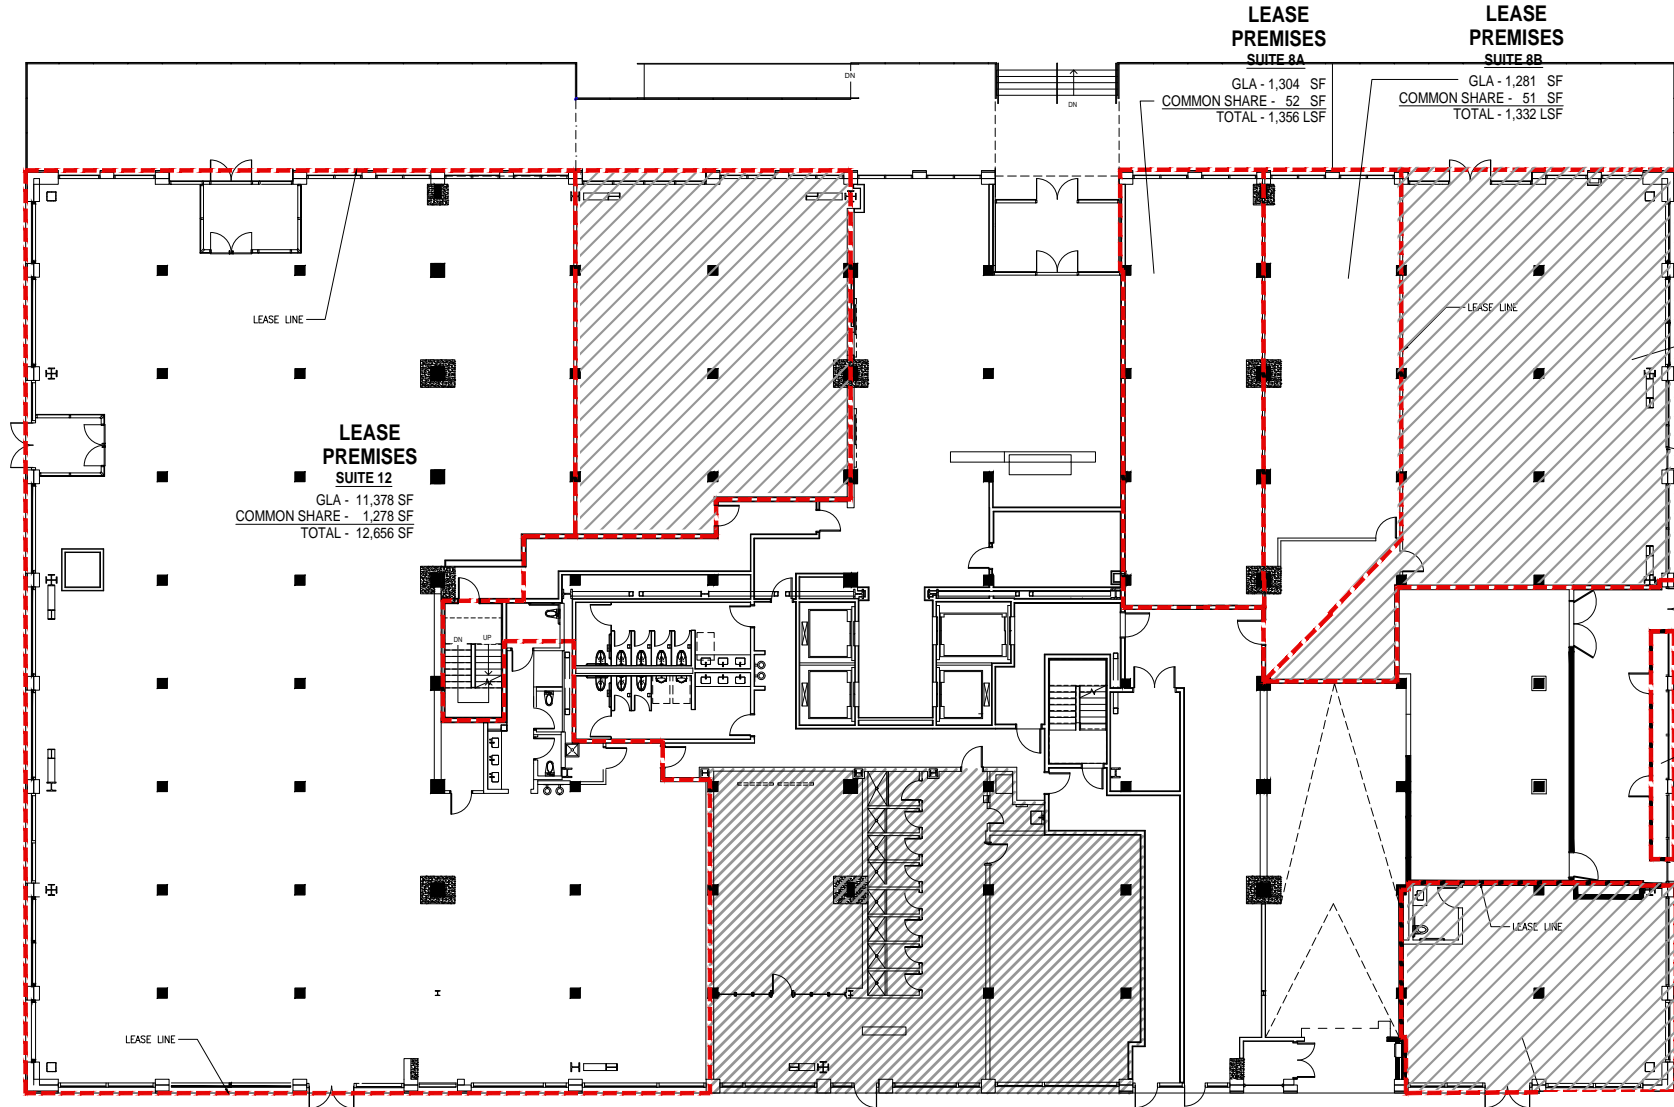 LEASE
PREMISES
SUITE 8A
GLA - 1,304 SF
COMMON SHARE - 52 SF
TOTAL - 1,356 LSF
LEASE
PREMISES
SUITE 8B
GLA - 1,281 SF
COMMON SHARE - 51 SF
TOTAL - 1,332 LSF
DN
DN
LEASE LINE
LEASE LINE
LEASE
PREMISES
SUITE 12
GLA - 11,378 SF
COMMON SHARE - 1,278 SF
TOTAL - 12,656 SF
DN UP
LEASE LINE
LEASE LINE